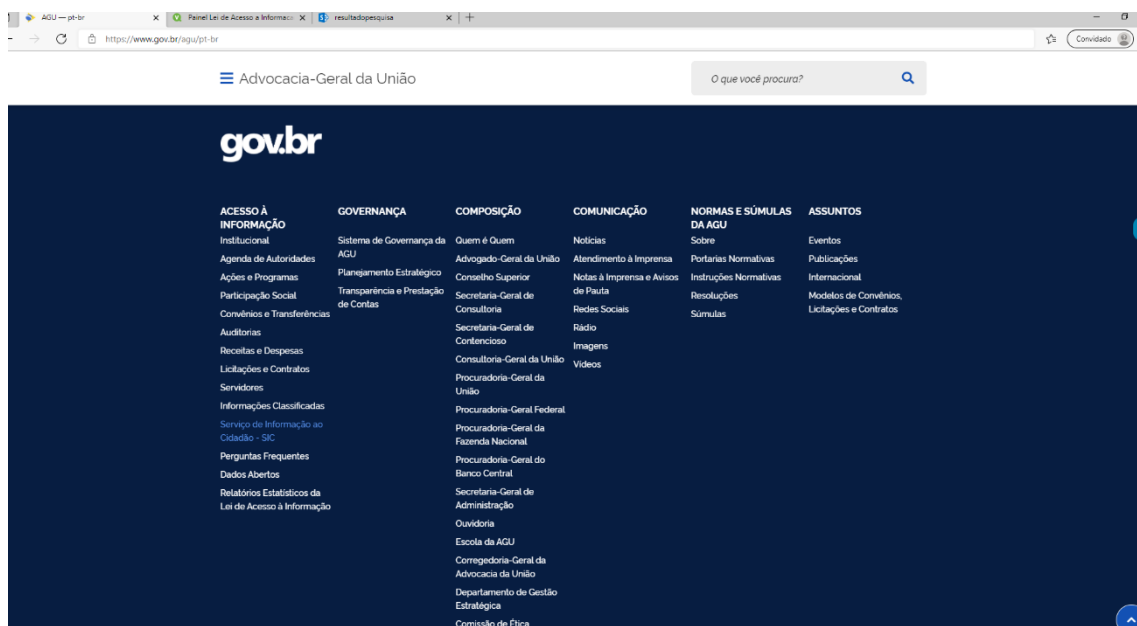 AGU — pt-br
Painel Lei de Acesso a Informaca
resultadopesquisa
https://www.gov.br/agu/pt-br
Convidado
Advocacia-Geral da União
O que você procura?
gov.br
ACESSO À
INFORMAÇÃO
Institucional
Agenda de Autoridades
Ações e Programas
Participação Social
Convênios e Transferências
Auditorias
Receitas e Despesas
Licitações e Contratos
Servidores
Informações Classificadas
Serviço de Informação ao
Cidadão - SIC
Perguntas Frequentes
Dados Abertos
Relatórios Estatísticos da
Lei de Acesso à Informação
GOVERNANÇA
Sistema de Governança da
AGU
Planejamento Estratégico
Transparência e Prestação
de Contas
COMPOSIÇÃO
Quem é Quem
Advogado-Geral da União
Conselho Superior
Secretaria-Geral de
Consultoria
Secretaria-Geral de
Contencioso
Consultoria-Geral da União
Procuradoria-Geral da
União
Procuradoria-Geral Federal
Procuradoria-Geral da
Fazenda Nacional
Procuradoria-Geral do
Banco Central
Secretaria-Geral de
Administração
Ouvidoria
Escola da AGU
Corregedoria-Geral da
Advocacia da União
Departamento de Gestão
Estratégica
Comissão de Ética
COMUNICAÇÃO
Notícias
Atendimento à Imprensa
Notas à Imprensa e Avisos
de Pauta
Redes Sociais
Rádio
Imagens
Vídeos
NORMAS E SÚMULAS
DA AGU
Sobre
Portarias Normativas
Instruções Normativas
Resoluções
Súmulas
ASSUNTOS
Eventos
Publicações
Internacional
Modelos de Convênios,
Licitações e Contratos